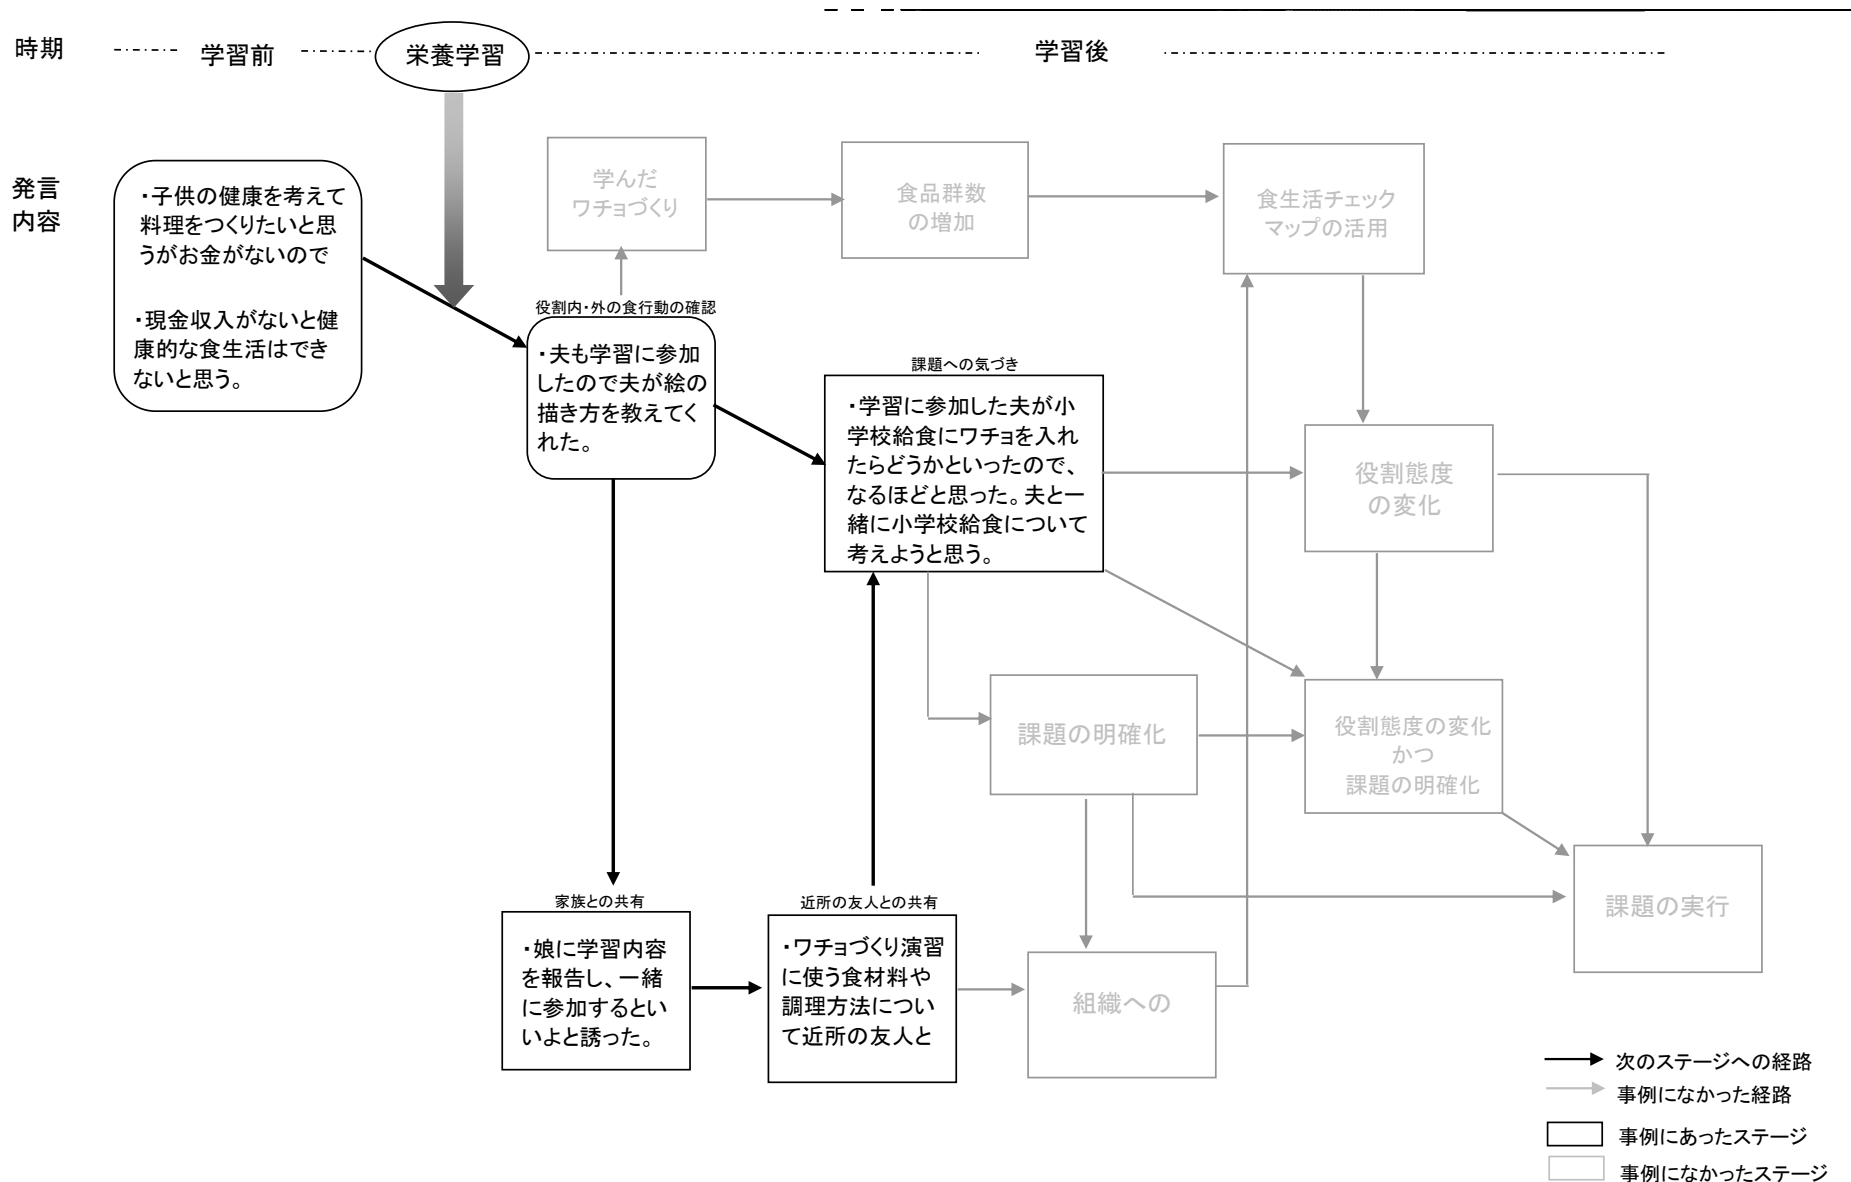 時期
学習前
栄養学習
学習後
発言
内容
・子供の健康を考えて
料理をつくりたいと思
うがお金がないので
・現金収入がないと健
康的な食生活はでき
ないと思う。
学んだ
ワチョづくり
食品群数
の増加
食生活チェック
マップの活用
役割内・外の食行動の確認
・夫も学習に参加
したので夫が絵の
描き方を教えてく
れた。
課題への気づき
・学習に参加した夫が小
学校給食にワチョを入れ
たらどうかといったので、
なるほどと思った。夫と一
緒に小学校給食について
考えようと思う。
役割態度
の変化
課題の明確化
役割態度の変化
かつ
課題の明確化
課題の実行
家族との共有
・娘に学習内容
を報告し、一緒
に参加するとい
いよと誘った。
近所の友人との共有
・ワチョづくり演習
に使う食材料や
調理方法につい
て近所の友人と
組織への
次のステージへの経路
事例になかった経路
事例にあったステージ
事例になかったステージ